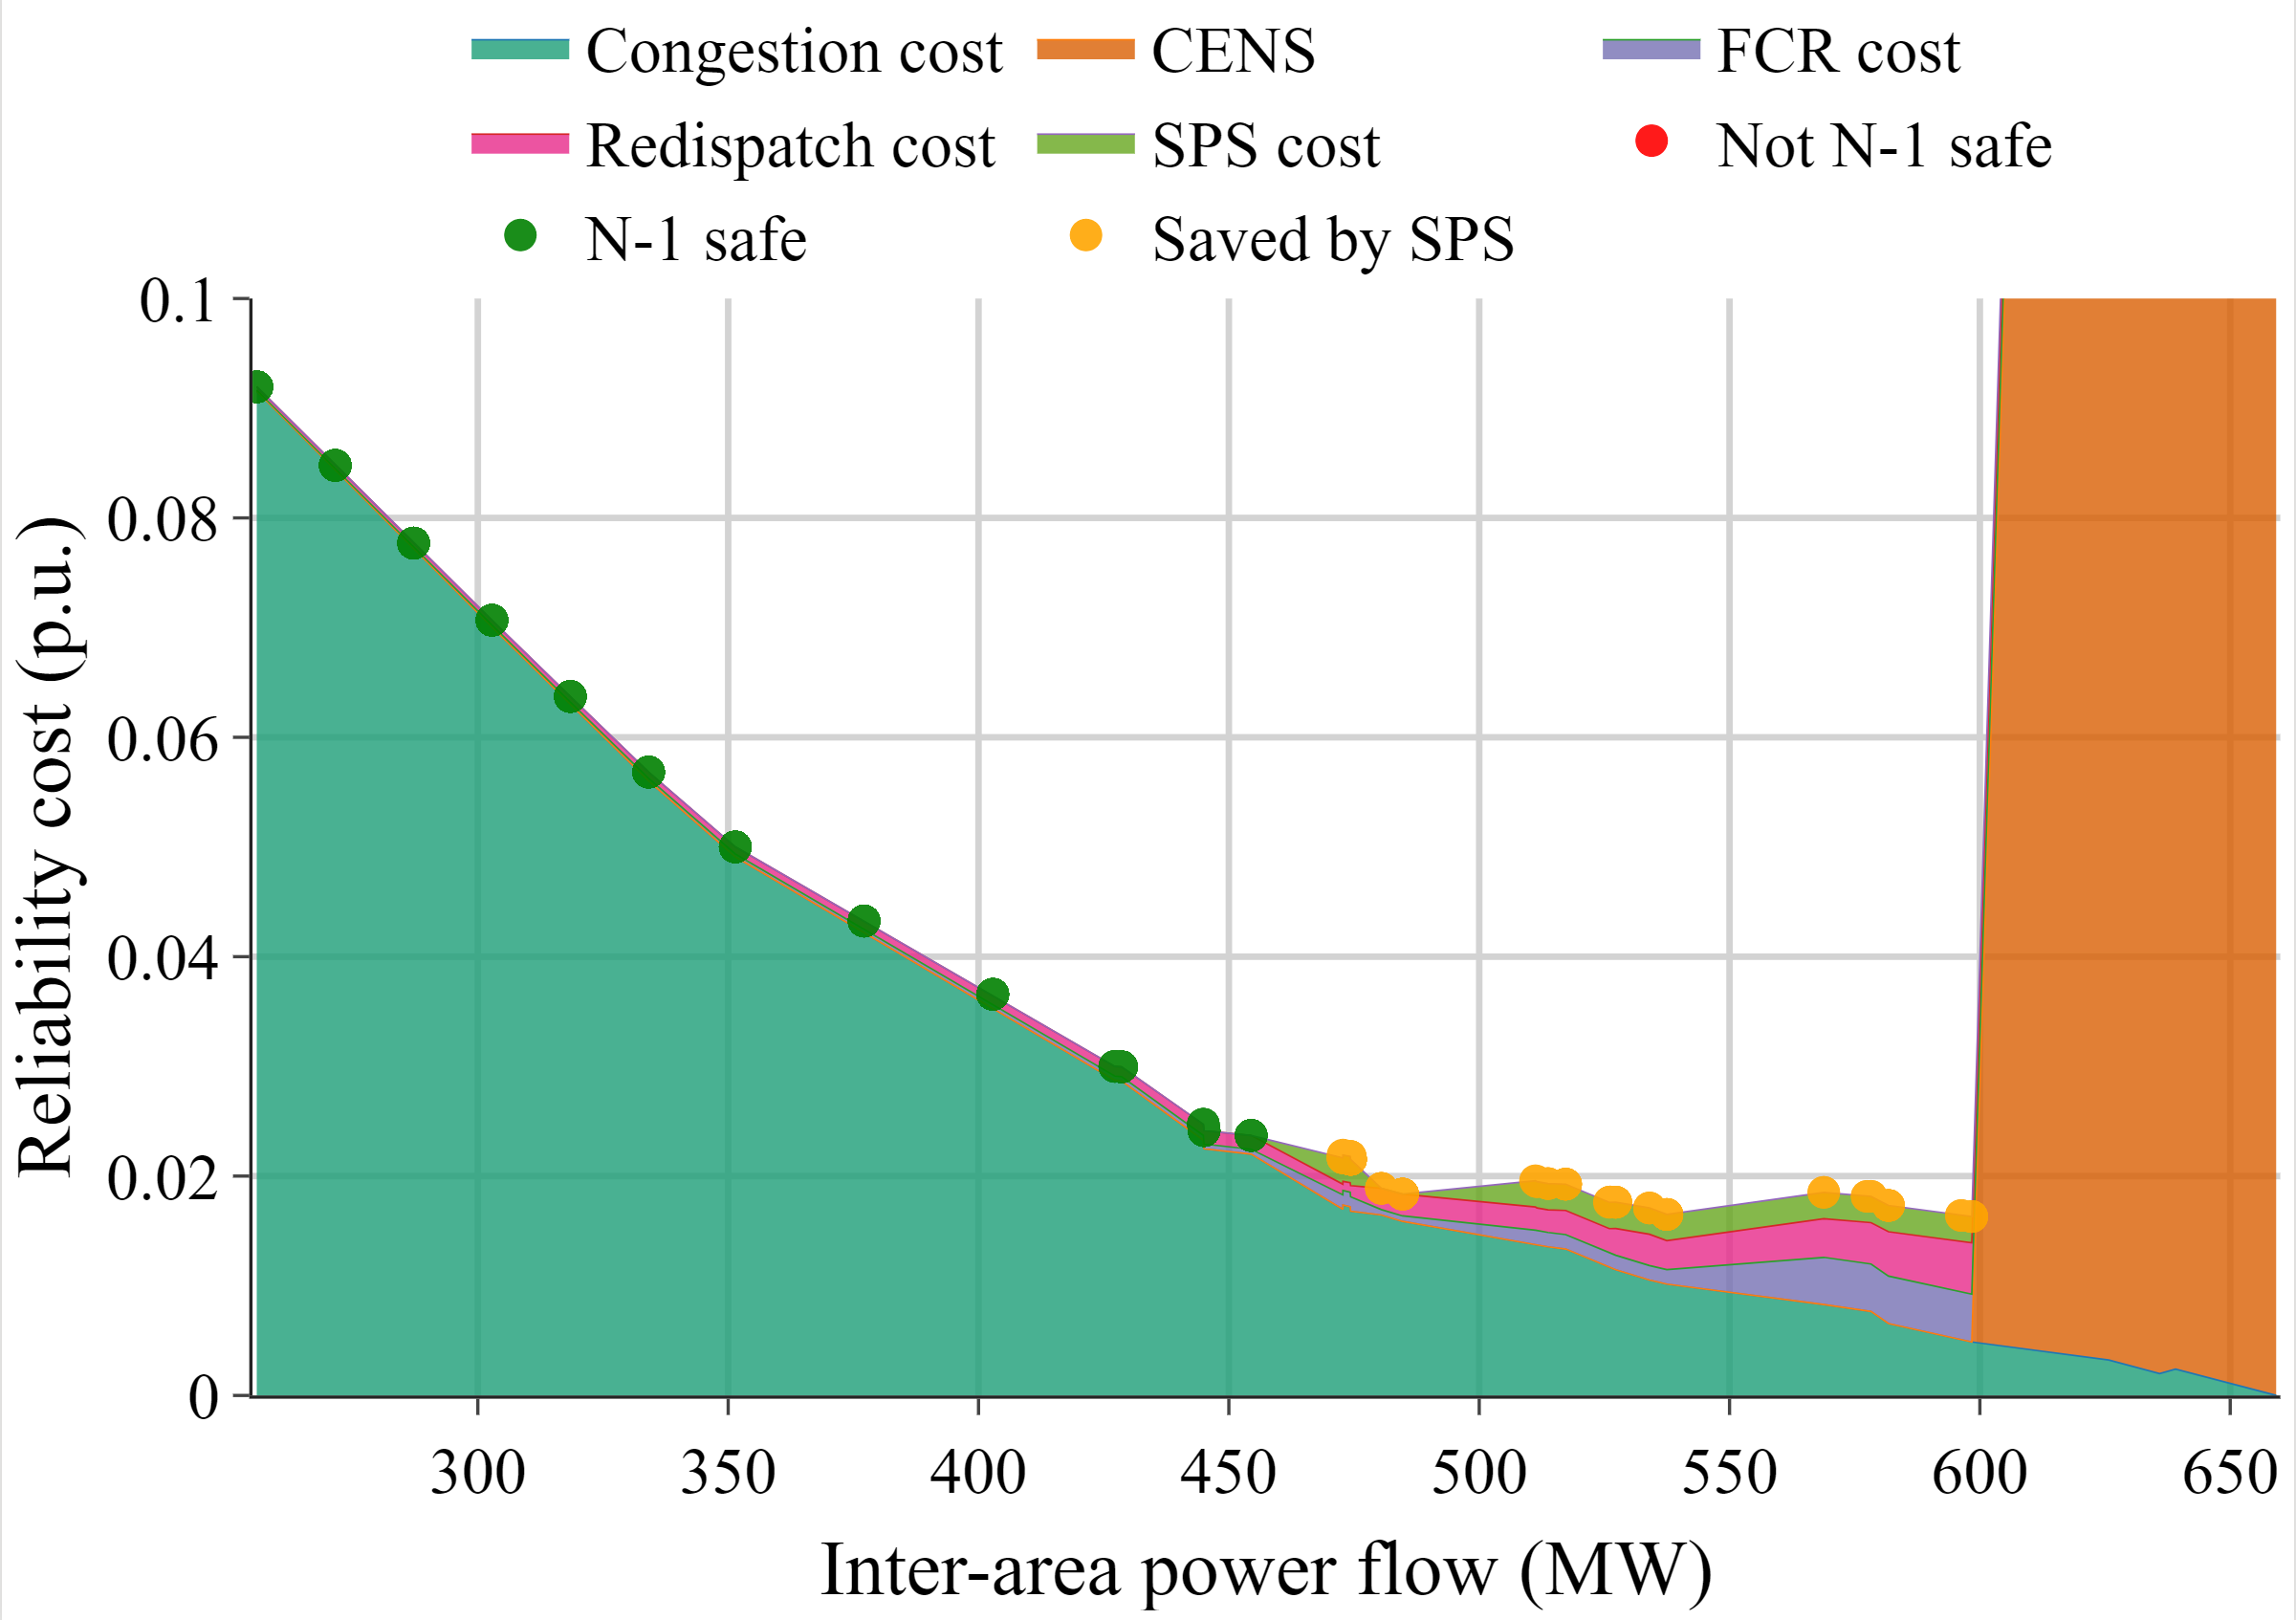 Congestion cost CENS FCR cost
Redispatch cost SPS cost Not N-1 safe
N-1 safe Saved by SPS
0.1
0.08
0.06
0.04
0.02
0
Reliability cost (p.u.)
300 350 400 450 500 550 600 650
Inter-area power flow (MW)